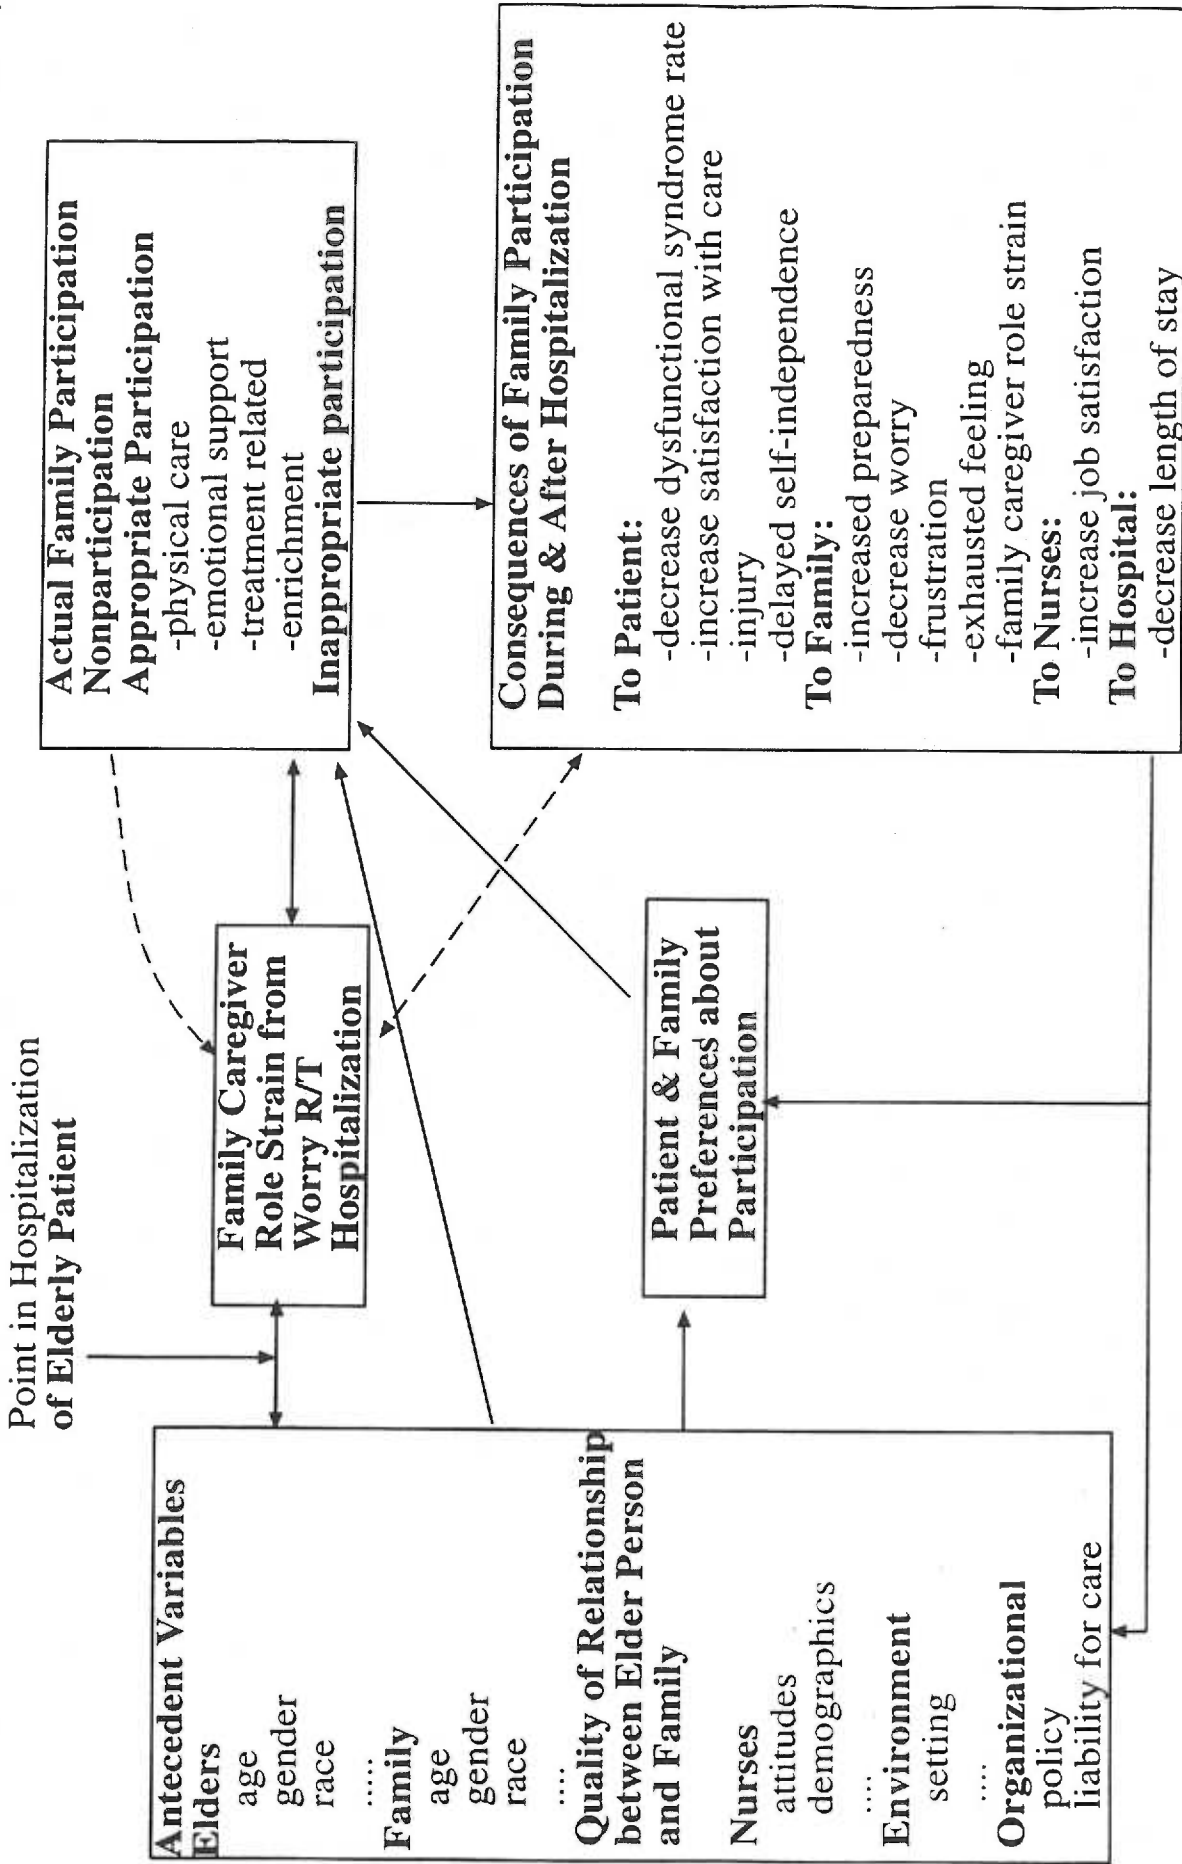 Point in Hospitalization
of Elderly Patient
Antecedent Variables
Elders
age
gender
race
.....
Family
age
gender
race
....
Quality of Relationship
between Elder Person
and Family
Nurses
attitudes
demographics
....
Environment
setting
....
Organizational
policy
liability for care
Family Caregiver
Role Strain from
Worry R/T
Hospitalization
Patient & Family
Preferences about
Participation
Actual Family Participation
Nonparticipation
Appropriate Participation
-physical care
-emotional support
-treatment related
-enrichment
Inappropriate participation
Consequences of Family Participation
During & After Hospitalization
To Patient:
-decrease dysfunctional syndrome rate
-increase satisfaction with care
-injury
-delayed self-independence
To Family:
-increased preparedness
-decrease worry
-frustration
-exhausted feeling
-family caregiver role strain
To Nurses:
-increase job satisfaction
To Hospital:
-decrease length of stay